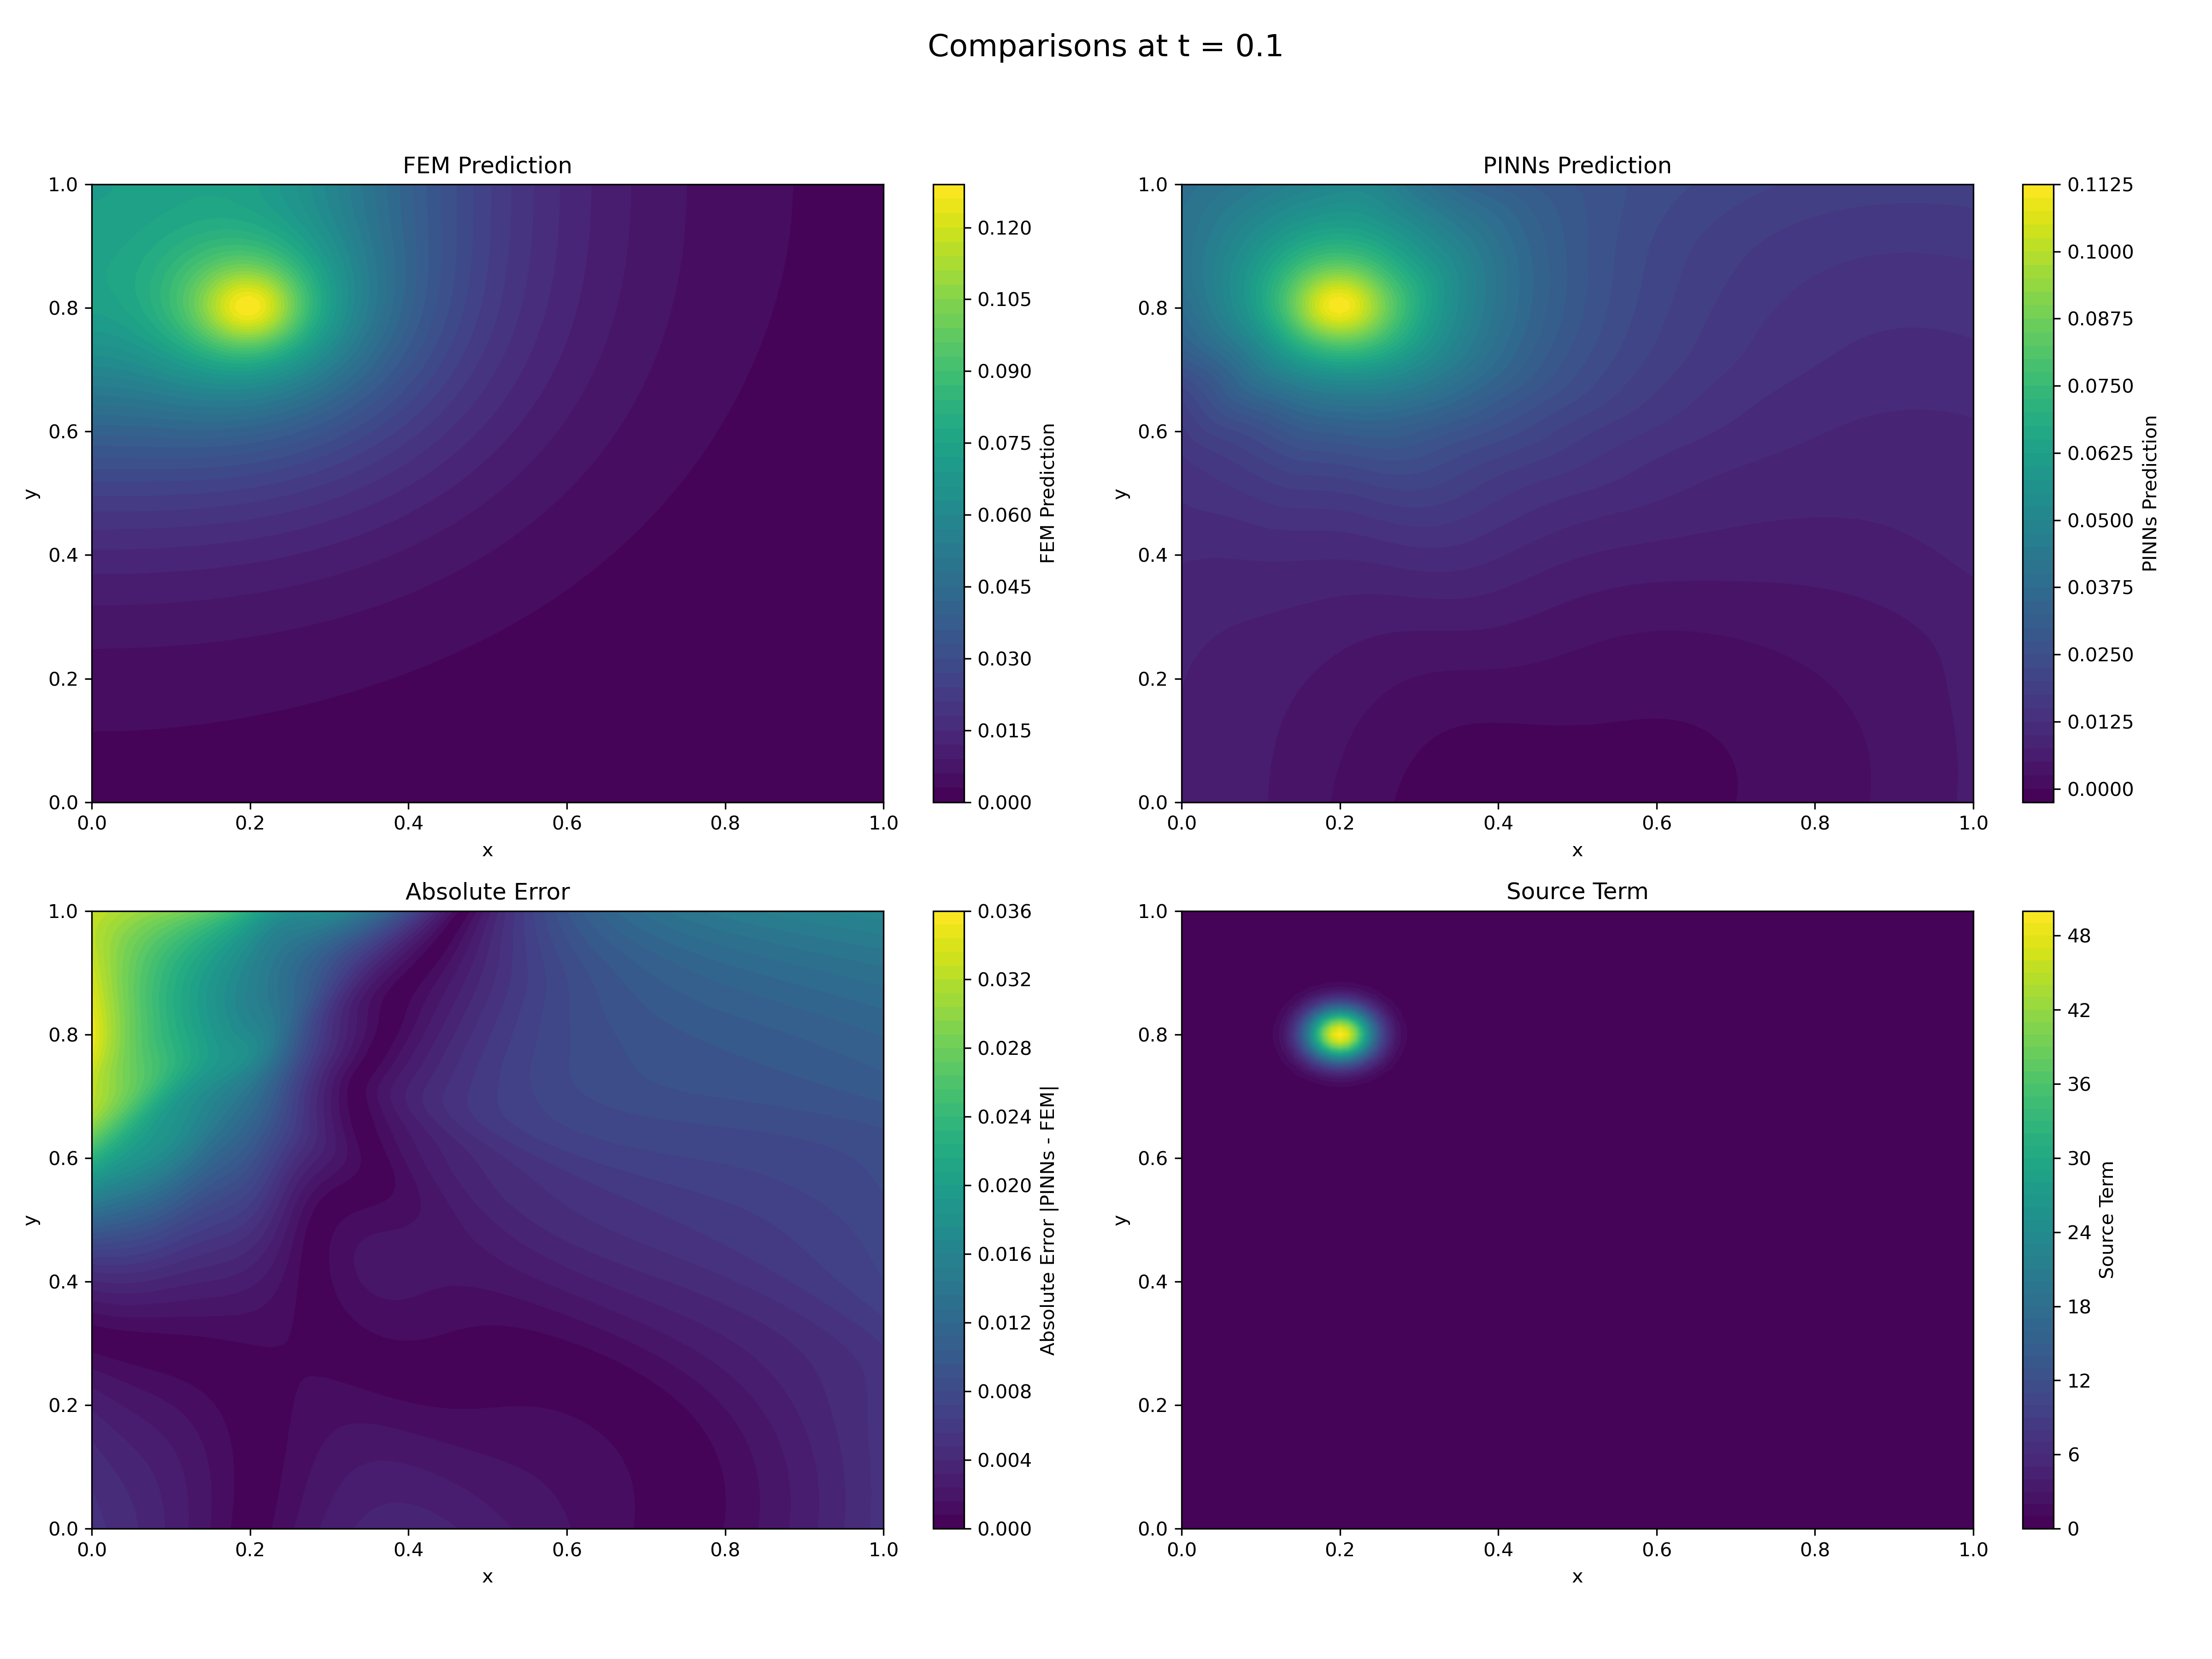 Comparisons at t = 0.1
FEM Prediction
1.0
0.8
0.6
0.4
0.2
0.0
y
0.0 0.2 0.4 0.6 0.8 1.0
x
0.120
0.105
0.090
0.075
0.060
0.045
0.030
0.015
0.000
FEM Prediction
PINNs Prediction
1.0
0.8
0.6
0.4
0.2
0.0
y
0.0 0.2 0.4 0.6 0.8 1.0
x
0.1125
0.1000
0.0875
0.0750
0.0625
0.0500
0.0375
0.0250
0.0125
0.0000
PINNs Prediction
Absolute Error
1.0
0.8
0.6
0.4
0.2
0.0
y
0.0 0.2 0.4 0.6 0.8 1.0
x
0.036
0.032
0.028
0.024
0.020
0.016
0.012
0.008
0.004
0.000
Absolute Error |PINNs - FEM|
Source Term
1.0
0.8
0.6
0.4
0.2
0.0
y
0.0 0.2 0.4 0.6 0.8 1.0
x
48
42
36
30
24
18
12
6
0
Source Term